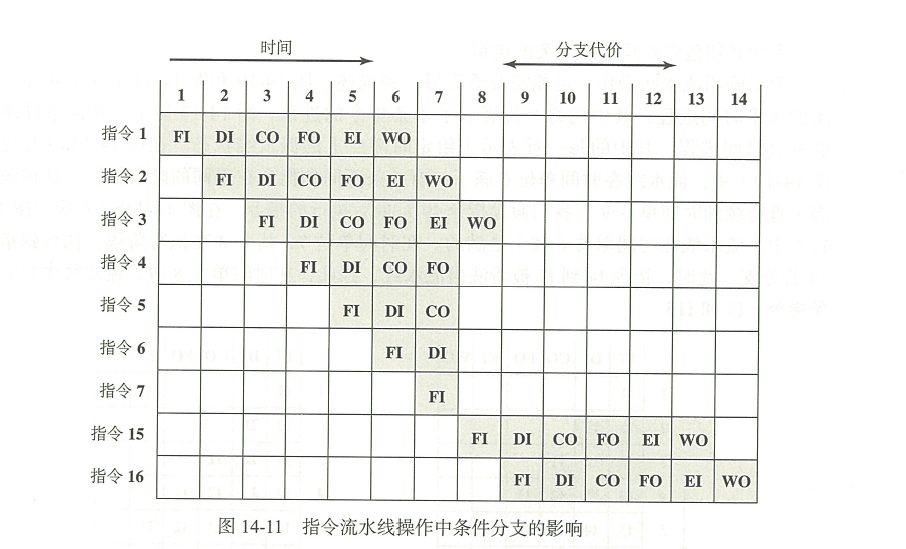 时间 分支代价
1 2 3 4 5 6 7 8 9 10 11 12 13 14
指令 1 FI DI CO FO EI WO
指令 2 FI DI CO FO EI WO
指令 3 FI DI CO FO EI WO
指令 4 FI DI CO FO
指令 5 FI DI CO
指令 6 FI DI
指令 7 FI
指令 15 FI DI CO FO EI WO
指令 16 FI DI CO FO EI WO
图 14-11 指令流水线操作中条件分支的影响